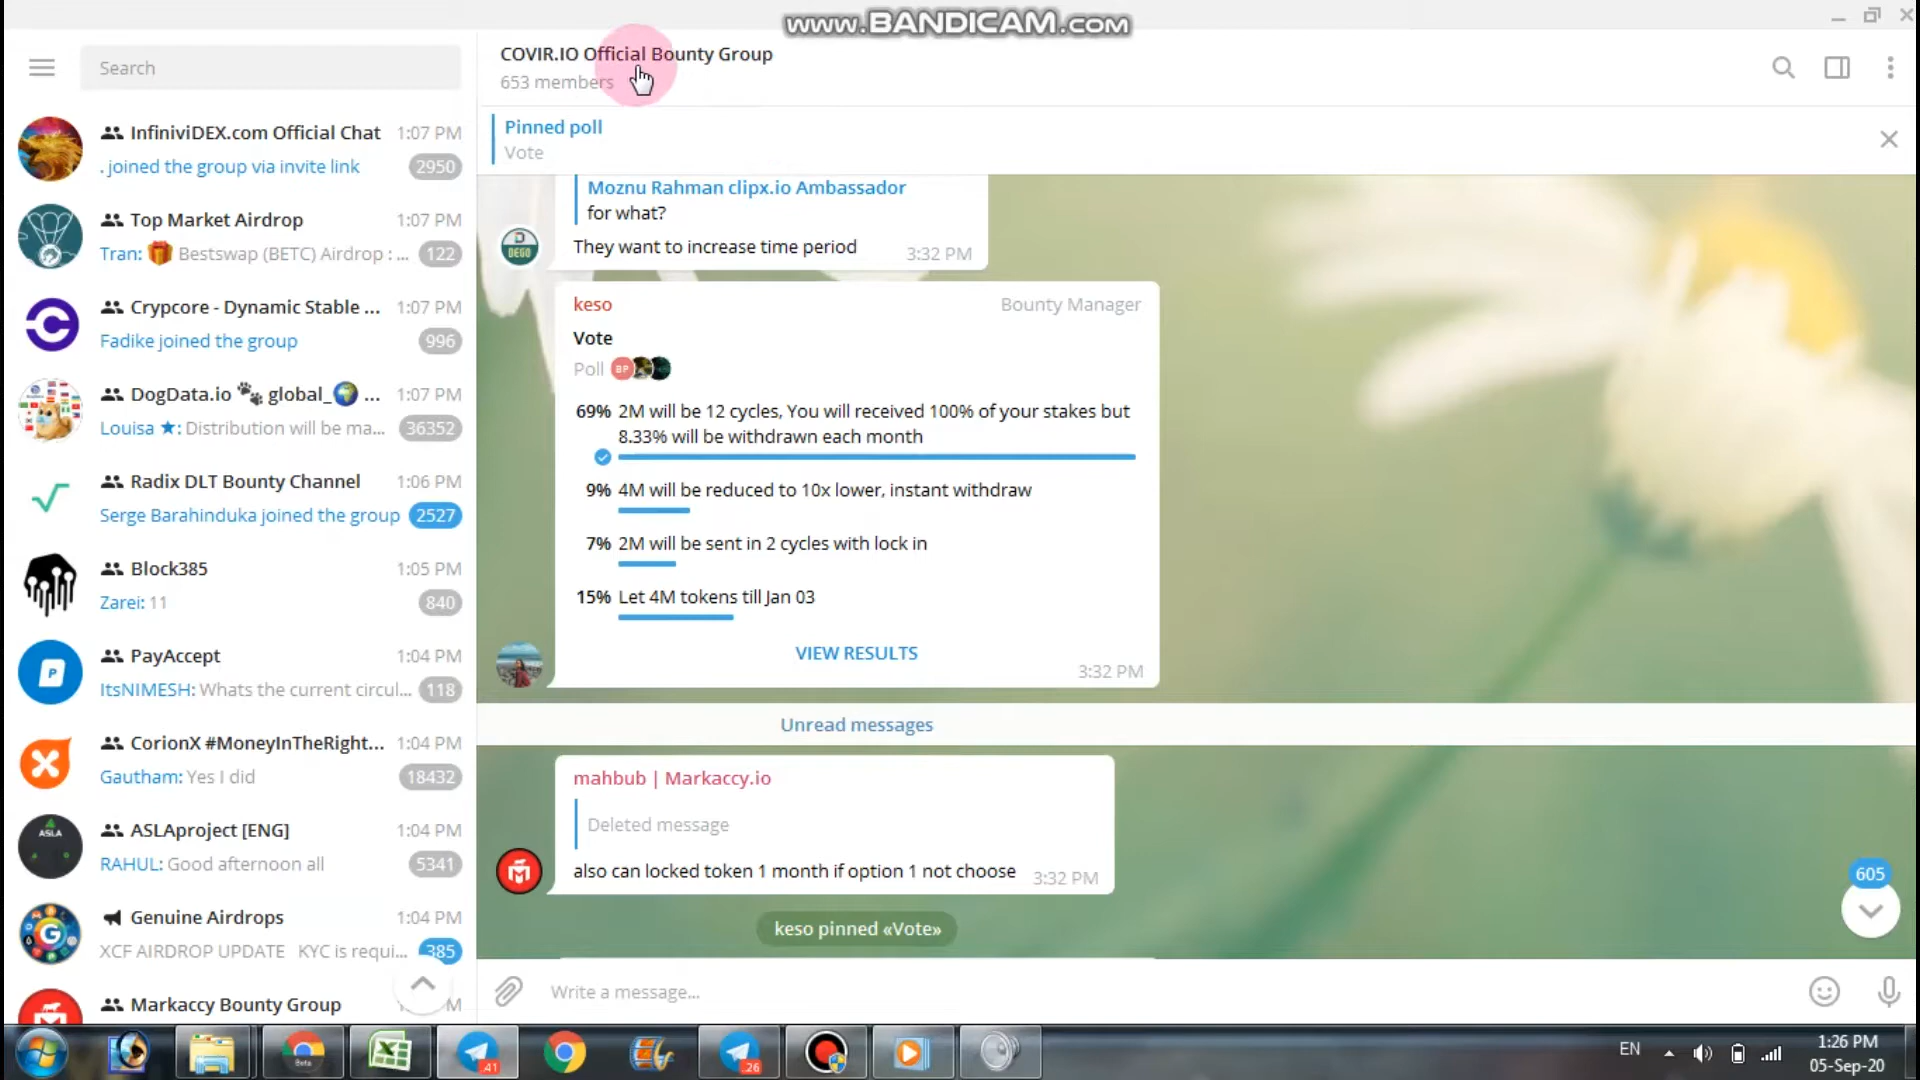 www.BANDICAM.com
Search
InfiniviDEX.com Official Chat 1:07 PM
. joined the group via invite link 2950
Top Market Airdrop 1:07 PM
Tran: 🎁 Bestswap (BETC) Airdrop : ... 122
Crypcore - Dynamic Stable ... 1:07 PM
Fadike joined the group 996
DogData.io 🐾 global_🌍 ... 1:07 PM
Louisa ★: Distribution will be ma... 36352
Radix DLT Bounty Channel 1:06 PM
Serge Barahinduka joined the group 2527
Block385 1:05 PM
Zarei: 11 840
PayAccept 1:04 PM
ItsNIMESH: Whats the current circul... 118
CorionX #MoneyInTheRight... 1:04 PM
Gautham: Yes I did 18432
ASLA
ASLAproject [ENG] 1:04 PM
RAHUL: Good afternoon all 5341
Genuine Airdrops 1:04 PM
XCF AIRDROP UPDATE KYC is requi... 385
Markaccy Bounty Group M
COVIR.IO Official Bounty Group
653 members
Pinned poll
Vote
Moznu Rahman clipx.io Ambassador
for what?
They want to increase time period 3:32 PM
DEGO
keso Bounty Manager
Vote
Poll BP
69% 2M will be 12 cycles, You will received 100% of your stakes but
8.33% will be withdrawn each month
9% 4M will be reduced to 10x lower, instant withdraw
7% 2M will be sent in 2 cycles with lock in
15% Let 4M tokens till Jan 03
VIEW RESULTS
3:32 PM
Unread messages
mahbub | Markaccy.io
Deleted message
also can locked token 1 month if option 1 not choose 3:32 PM
605
keso pinned «Vote»
Write a message...
Beta
41
26
EN
1:26 PM
05-Sep-20